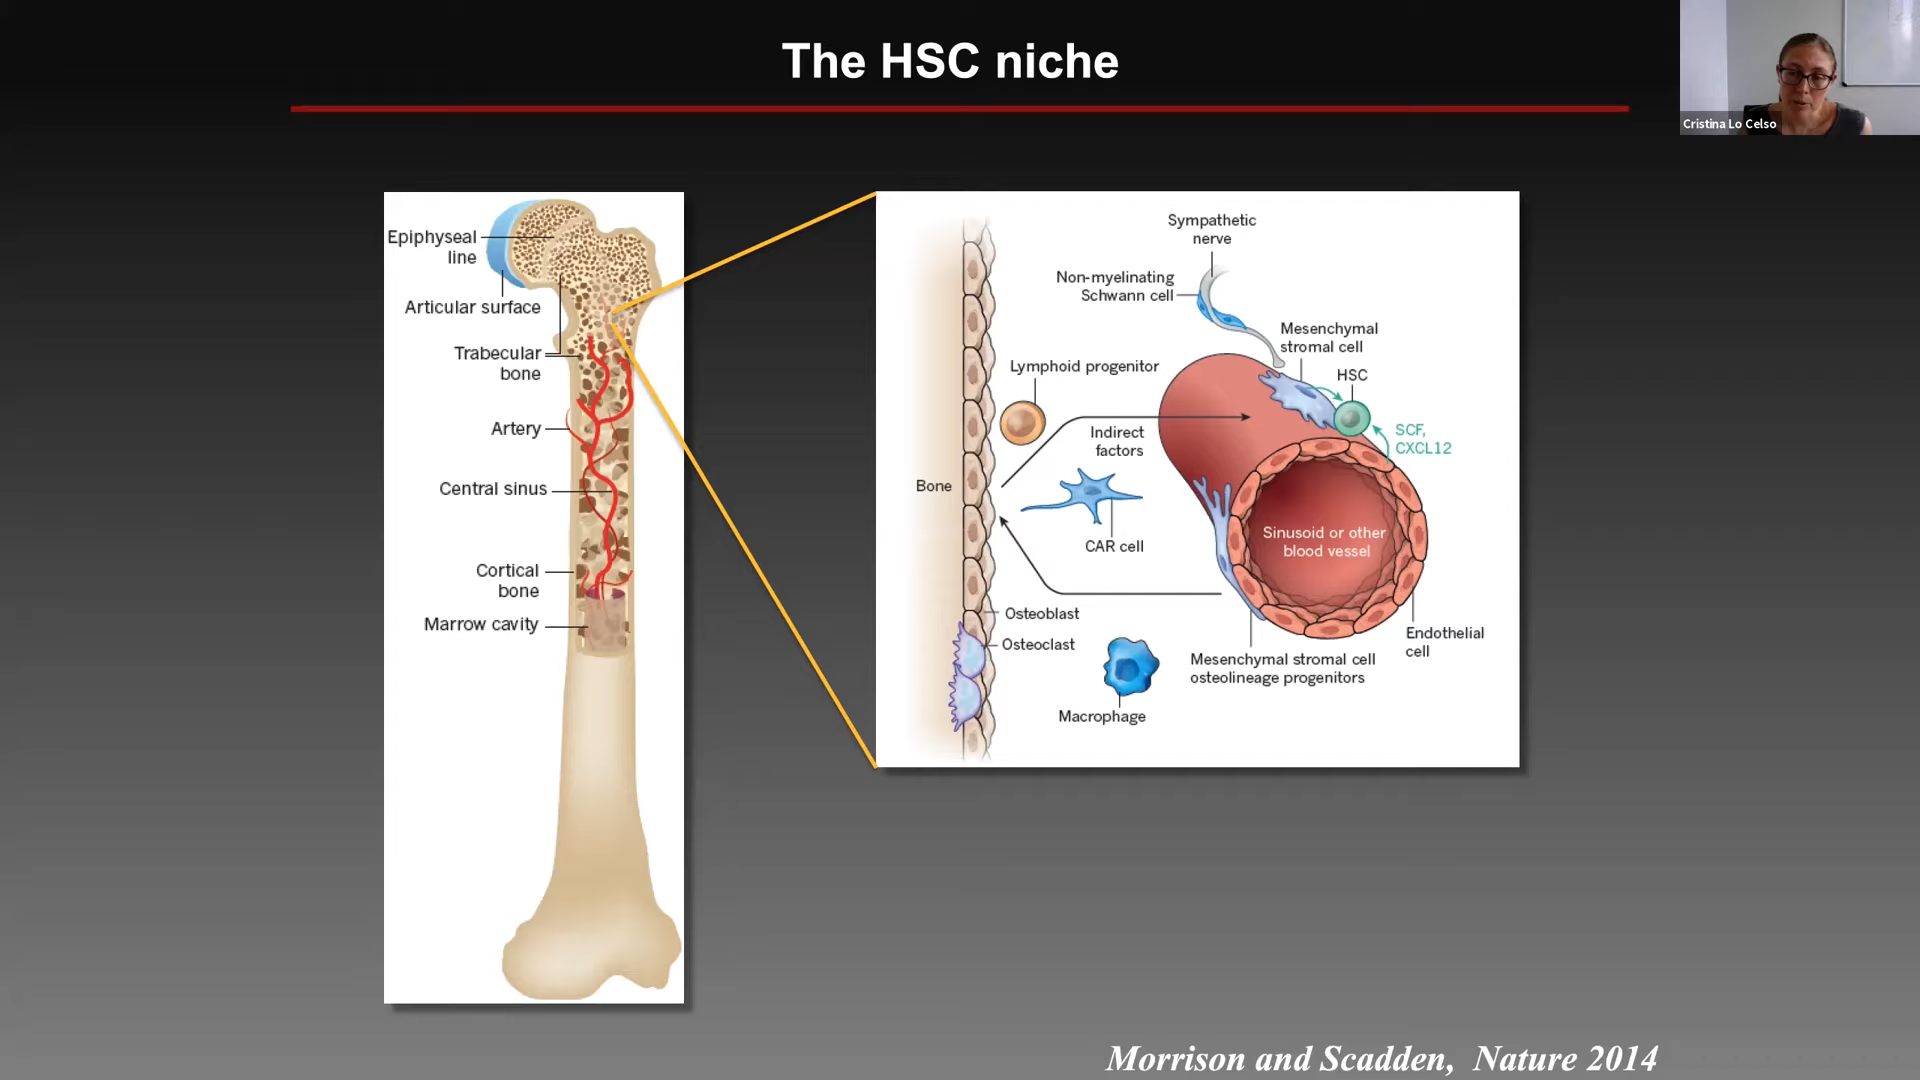 The HSC niche
Cristina Lo Celso
Epiphyseal
line
Articular surface
Trabecular
bone
Artery
Central sinus
Cortical
bone
Marrow cavity
Sympathetic
nerve
Non-myelinating
Schwann cell
Mesenchymal
stromal cell
Lymphoid progenitor
HSC
Indirect
factors
SCF,
CXCL12
Bone
CAR cell
Sinusoid or other
blood vessel
Osteoblast
Osteoclast
Endothelial
cell
Mesenchymal stromal cell
osteolineage progenitors
Macrophage
Morrison and Scadden, Nature 2014